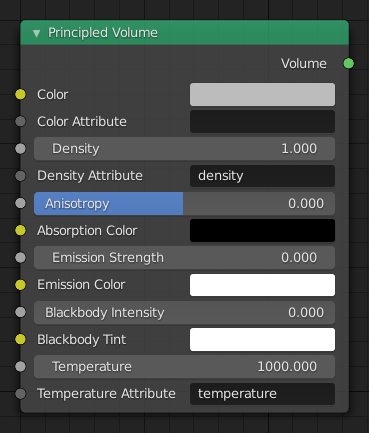 Principled Volume
Volume
Color
Color Attribute
Density 1.000
Density Attribute density
Anisotropy 0.000
Absorption Color
Emission Strength 0.000
Emission Color
Blackbody Intensity 0.000
Blackbody Tint
Temperature 1000.000
Temperature Attribute temperature